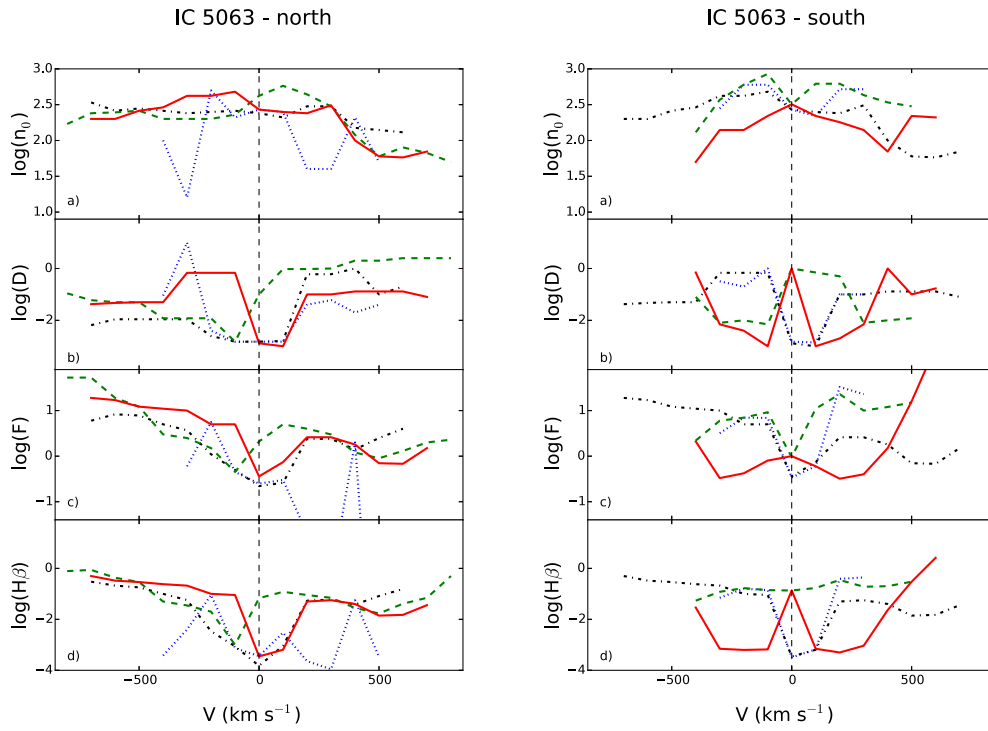 IC 5063 - north
log(n₀)
3.0
2.5
2.0
1.5
1.0
a)
log(D)
0
−2
b)
log(F)
1
0
−1
c)
log(Hβ)
0
−2
−4
d)
−500
0
500
V (km s⁻¹)
IC 5063 - south
log(n₀)
3.0
2.5
2.0
1.5
1.0
a)
log(D)
0
−2
b)
log(F)
1
0
−1
c)
log(Hβ)
0
−2
−4
d)
−500
0
500
V (km s⁻¹)